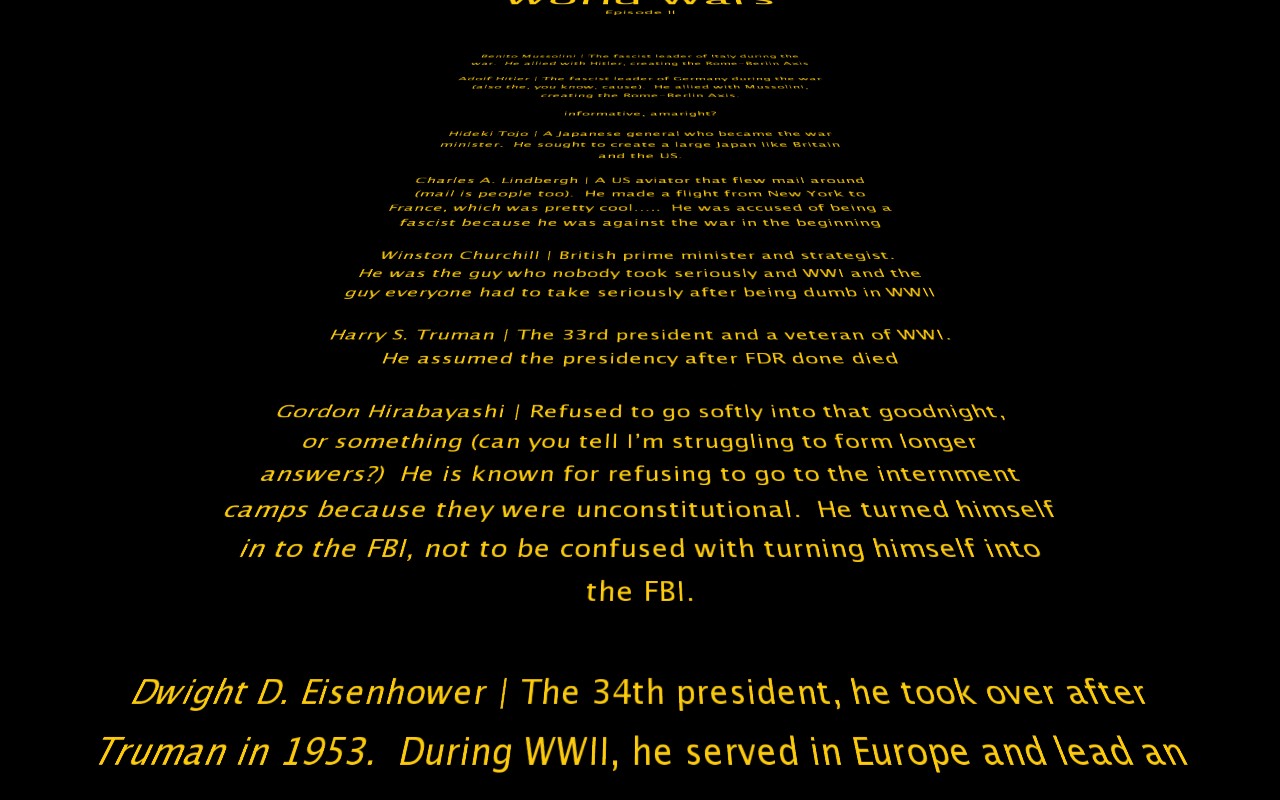 World Wars
Episode II
Benito Mussolini | The fascist leader of Italy during the
war.  He allied with Hitler, creating the Rome-Berlin Axis
Adolf Hitler | The fascist leader of Germany during the war
(also the, you know, cause).  He allied with Mussolini,
creating the Rome-Berlin Axis.
informative, amaright?
Hideki Tojo | A Japanese general who became the war
minister.  He sought to create a large Japan like Britain
and the US.
Charles A. Lindbergh | A US aviator that flew mail around
(mail is people too).  He made a flight from New York to
France, which was pretty cool.....  He was accused of being a
fascist because he was against the war in the beginning
Winston Churchill | British prime minister and strategist.
He was the guy who nobody took seriously and WWI and the
guy everyone had to take seriously after being dumb in WWII
Harry S. Truman | The 33rd president and a veteran of WWI.
He assumed the presidency after FDR done died
Gordon Hirabayashi | Refused to go softly into that goodnight,
or something (can you tell I'm struggling to form longer
answers?)  He is known for refusing to go to the internment
camps because they were unconstitutional.  He turned himself
in to the FBI, not to be confused with turning himself into
the FBI.
Dwight D. Eisenhower | The 34th president, he took over after
Truman in 1953.  During WWII, he served in Europe and lead an